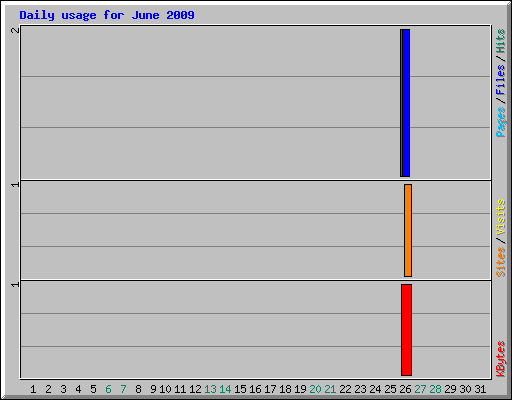 Daily usage for June 2009
2
1
1
Pages/Files/Hits
Sites/Visits
KBytes
1 2 3 4 5 6 7 8 9 10 11 12 13 14 15 16 17 18 19 20 21 22 23 24 25 26 27 28 29 30 31